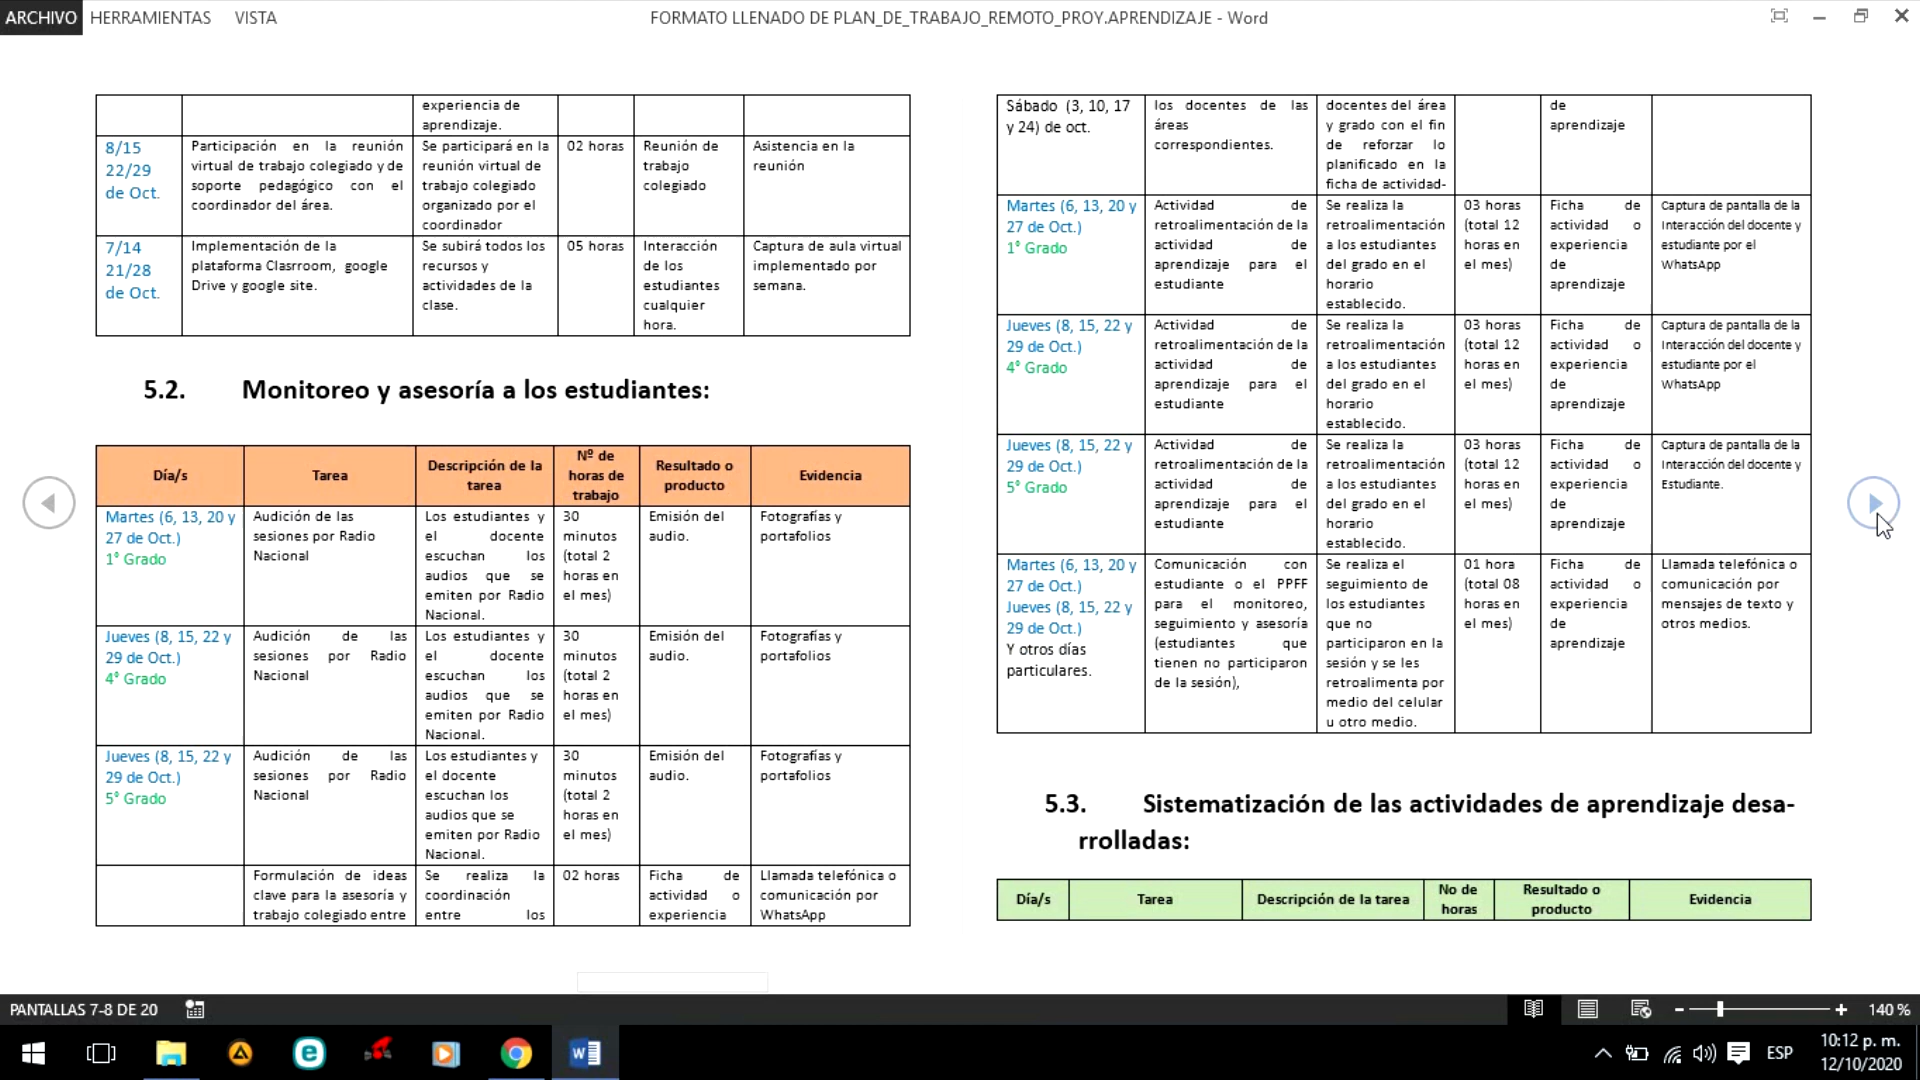 ARCHIVO HERRAMIENTAS VISTA
FORMATO LLENADO DE PLAN_DE_TRABAJO_REMOTO_PROY.APRENDIZAJE - Word
experiencia de
aprendizaje.
8/15
22/29
de Oct.
Participación en la reunión
virtual de trabajo colegiado y de
soporte pedagógico con el
coordinador del área.
Se participará en la
reunión virtual de
trabajo colegiado
organizado por el
coordinador
02 horas
Reunión de
trabajo
colegiado
Asistencia en la
reunión
7/14
21/28
de Oct.
Implementación de la
plataforma Clasrroom, google
Drive y google site.
Se subirá todos los
recursos y
actividades de la
clase.
05 horas
Interacción
de los
estudiantes
cualquier
hora.
Captura de aula virtual
implementado por
semana.
5.2. Monitoreo y asesoría a los estudiantes:
Día/s
Tarea
Descripción de la
tarea
Nº de
horas de
trabajo
Resultado o
producto
Evidencia
Martes (6, 13, 20 y
27 de Oct.)
1° Grado
Audición de las
sesiones por Radio
Nacional
Los estudiantes y
el docente
escuchan los
audios que se
emiten por Radio
Nacional.
30
minutos
(total 2
horas en
el mes)
Emisión del
audio.
Fotografías y
portafolios
Jueves (8, 15, 22 y
29 de Oct.)
4° Grado
Audición de las
sesiones por Radio
Nacional
Los estudiantes y
el docente
escuchan los
audios que se
emiten por Radio
Nacional.
30
minutos
(total 2
horas en
el mes)
Emisión del
audio.
Fotografías y
portafolios
Jueves (8, 15, 22 y
29 de Oct.)
5° Grado
Audición de las
sesiones por Radio
Nacional
Los estudiantes y
el docente
escuchan los
audios que se
emiten por Radio
Nacional.
30
minutos
(total 2
horas en
el mes)
Emisión del
audio.
Fotografías y
portafolios
Formulación de ideas
clave para la asesoría y
trabajo colegiado entre
Se realiza la
coordinación
entre los
02 horas
Ficha de
actividad o
experiencia
Llamada telefónica o
comunicación por
WhatsApp
Sábado (3, 10, 17
y 24) de oct.
los docentes de las
áreas
correspondientes.
docentes del área
y grado con el fin
de reforzar lo
planificado en la
ficha de actividad-
de
aprendizaje
Martes (6, 13, 20 y
27 de Oct.)
1° Grado
Actividad de
retroalimentación de la
actividad de
aprendizaje para el
estudiante
Se realiza la
retroalimentación
a los estudiantes
del grado en el
horario
establecido.
03 horas
(total 12
horas en
el mes)
Ficha de
actividad o
experiencia
de
aprendizaje
Captura de pantalla de la
Interacción del docente y
estudiante por el
WhatsApp
Jueves (8, 15, 22 y
29 de Oct.)
4° Grado
Actividad de
retroalimentación de la
actividad de
aprendizaje para el
estudiante
Se realiza la
retroalimentación
a los estudiantes
del grado en el
horario
establecido.
03 horas
(total 12
horas en
el mes)
Ficha de
actividad o
experiencia
de
aprendizaje
Captura de pantalla de la
Interacción del docente y
estudiante por el
WhatsApp
Jueves (8, 15, 22 y
29 de Oct.)
5° Grado
Actividad de
retroalimentación de la
actividad de
aprendizaje para el
estudiante
Se realiza la
retroalimentación
a los estudiantes
del grado en el
horario
establecido.
03 horas
(total 12
horas en
el mes)
Ficha de
actividad o
experiencia
de
aprendizaje
Captura de pantalla de la
Interacción del docente y
Estudiante.
Martes (6, 13, 20 y
27 de Oct.)
Jueves (8, 15, 22 y
29 de Oct.)
Y otros días
particulares.
Comunicación con
estudiante o el PPFF
para el monitoreo,
seguimiento y asesoría
(estudiantes que
tienen no participaron
de la sesión),
Se realiza el
seguimiento de
los estudiantes
que no
participaron en la
sesión y se les
retroalimenta por
medio del celular
u otro medio.
01 hora
(total 08
horas en
el mes)
Ficha de
actividad o
experiencia
de
aprendizaje
Llamada telefónica o
comunicación por
mensajes de texto y
otros medios.
5.3. Sistematización de las actividades de aprendizaje desa-
rrolladas:
Día/s
Tarea
Descripción de la tarea
No de
horas
Resultado o
producto
Evidencia
PANTALLAS 7-8 DE 20
140 %
ESP
10:12 p. m.
12/10/2020